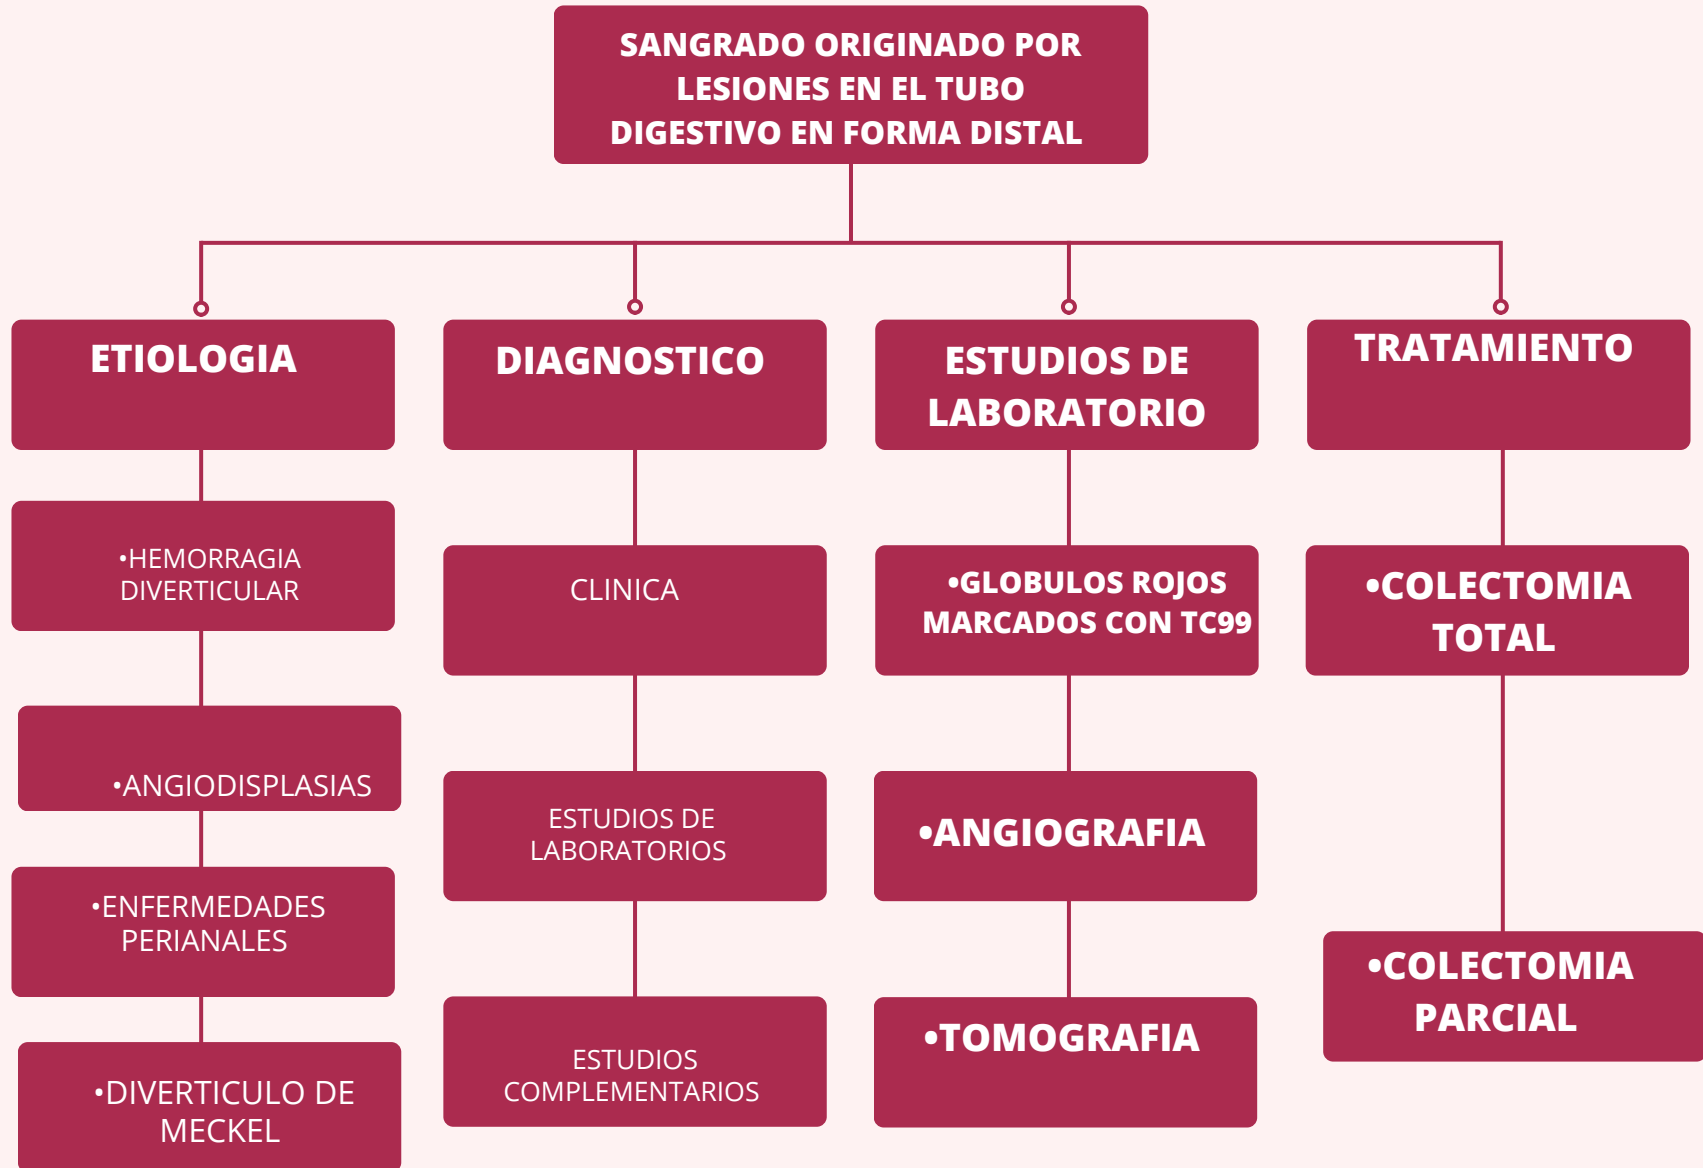 SANGRADO ORIGINADO POR
LESIONES EN EL TUBO
DIGESTIVO EN FORMA DISTAL
ETIOLOGIA
•HEMORRAGIA
DIVERTICULAR
•ANGIODISPLASIAS
•ENFERMEDADES
PERIANALES
•DIVERTICULO DE
MECKEL
DIAGNOSTICO
CLINICA
ESTUDIOS DE
LABORATORIOS
ESTUDIOS
COMPLEMENTARIOS
ESTUDIOS DE
LABORATORIO
•GLOBULOS ROJOS
MARCADOS CON TC99
•ANGIOGRAFIA
•TOMOGRAFIA
TRATAMIENTO
•COLECTOMIA
TOTAL
•COLECTOMIA
PARCIAL